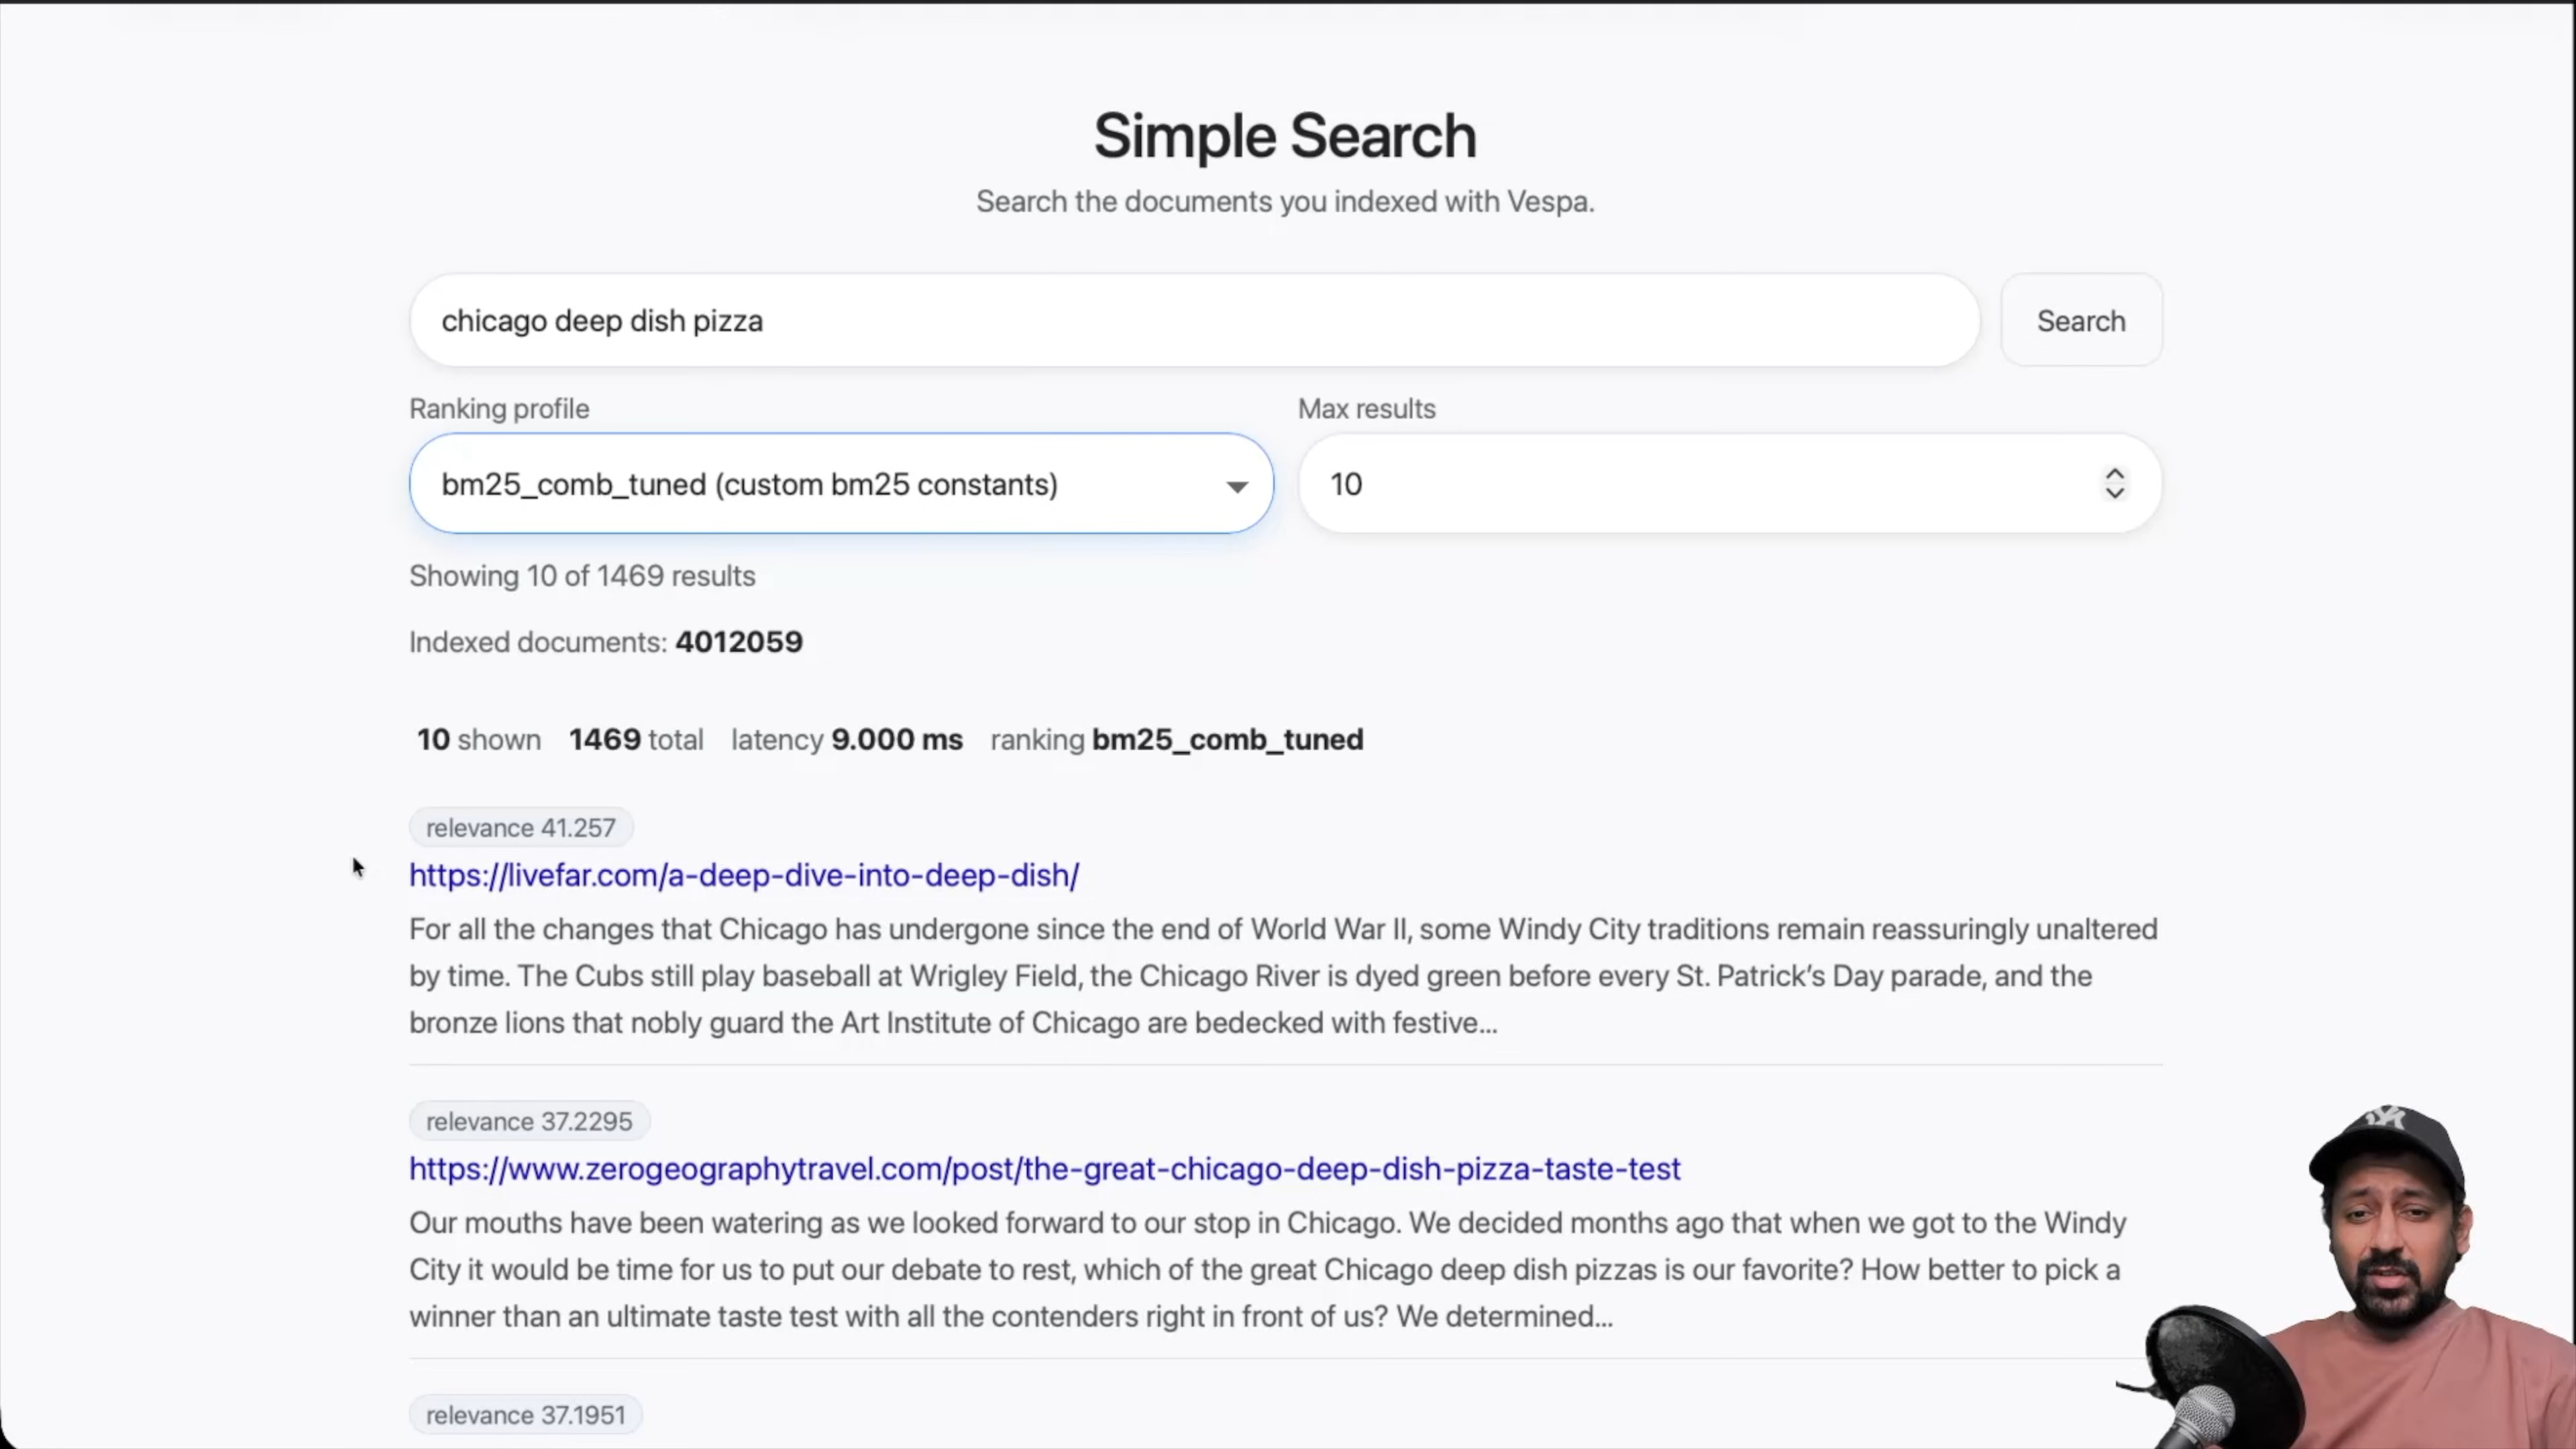 Simple Search
Search the documents you indexed with Vespa.
chicago deep dish pizza
Search
Ranking profile
Max results
bm25_comb_tuned (custom bm25 constants)
10
Showing 10 of 1469 results
Indexed documents: 4012059
10 shown 1469 total latency 9.000 ms ranking bm25_comb_tuned
relevance 41.257
https://livefar.com/a-deep-dive-into-deep-dish/
For all the changes that Chicago has undergone since the end of World War II, some Windy City traditions remain reassuringly unaltered
by time. The Cubs still play baseball at Wrigley Field, the Chicago River is dyed green before every St. Patrick’s Day parade, and the
bronze lions that nobly guard the Art Institute of Chicago are bedecked with festive...
relevance 37.2295
https://www.zerogeographytravel.com/post/the-great-chicago-deep-dish-pizza-taste-test
Our mouths have been watering as we looked forward to our stop in Chicago. We decided months ago that when we got to the Windy
City it would be time for us to put our debate to rest, which of the great Chicago deep dish pizzas is our favorite? How better to pick a
winner than an ultimate taste test with all the contenders right in front of us? We determined...
relevance 37.1951
NY